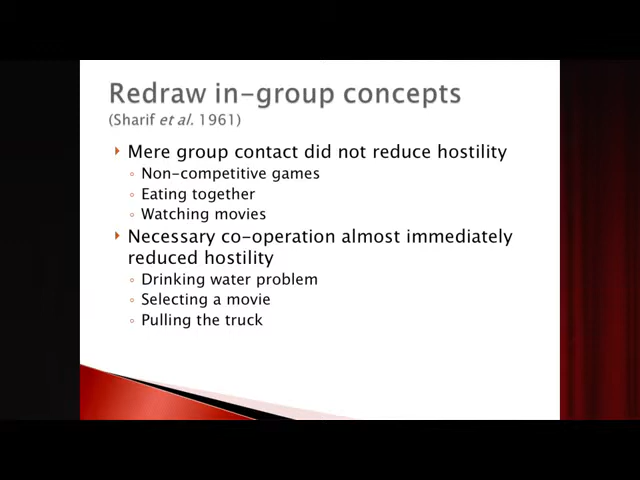 Redraw in-group concepts
(Sharif et al. 1961)
Mere group contact did not reduce hostility
Non-competitive games
Eating together
Watching movies
Necessary co-operation almost immediately
reduced hostility
Drinking water problem
Selecting a movie
Pulling the truck